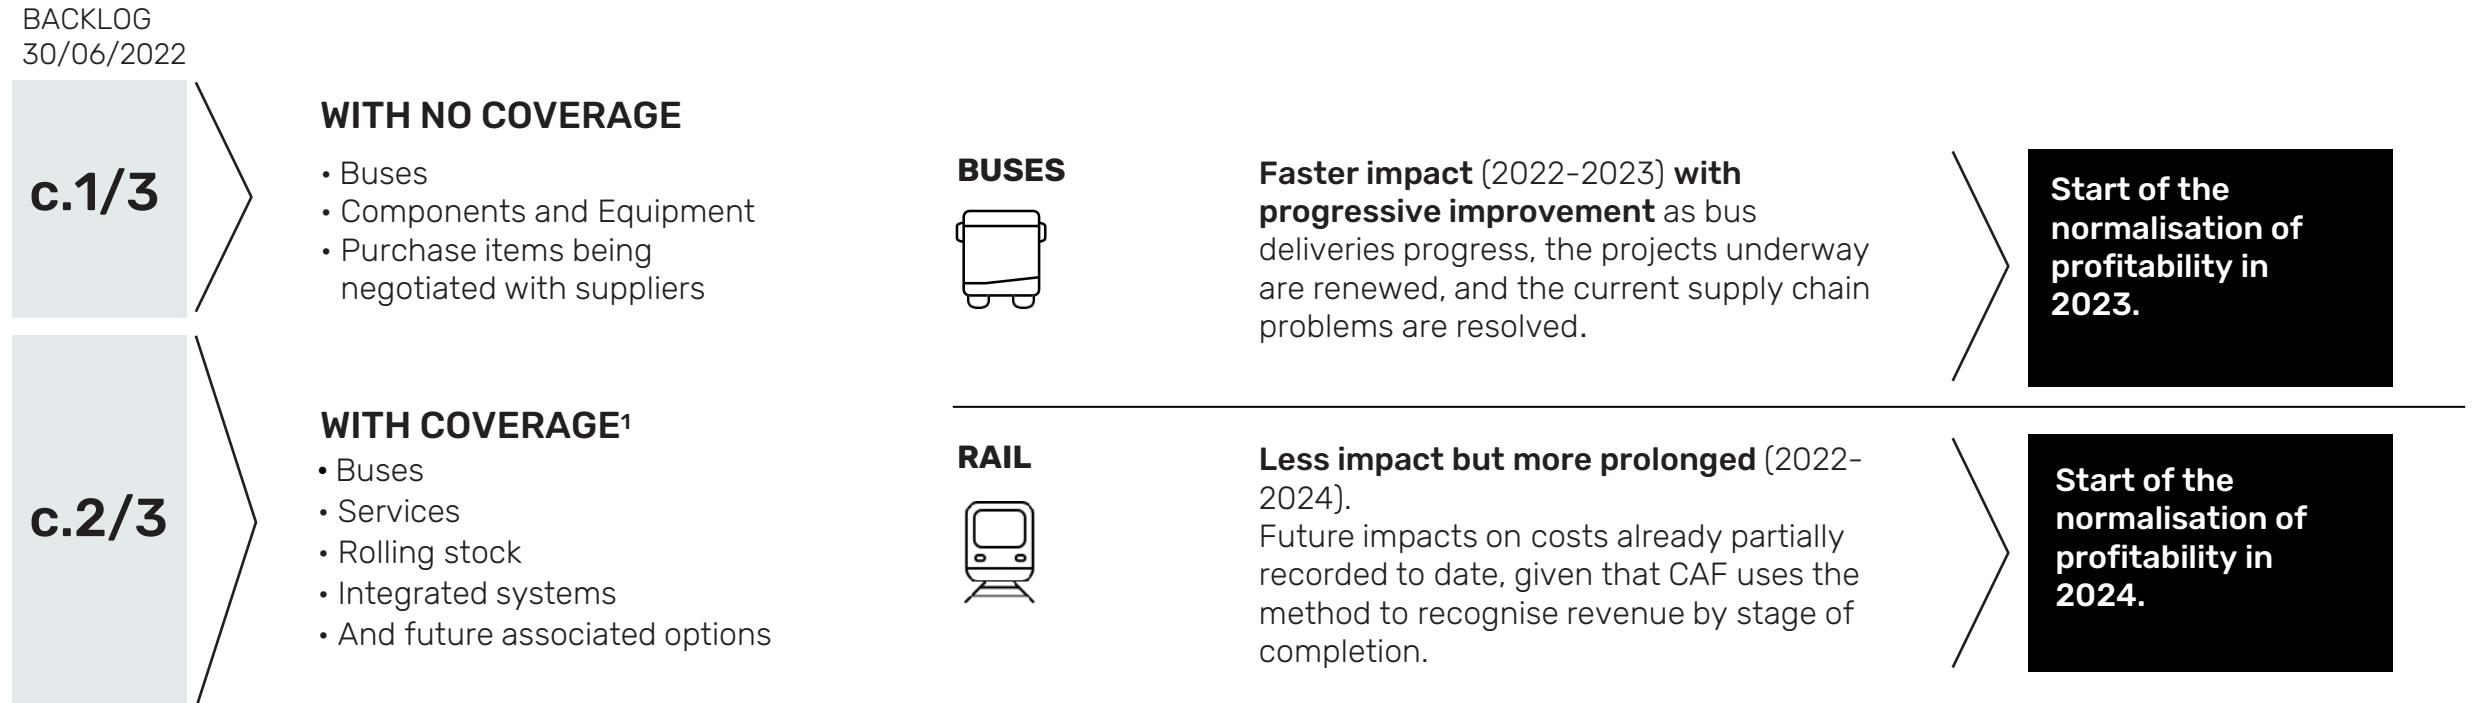 BACKLOG
30/06/2022
c.1/3
WITH NO COVERAGE
• Buses
• Components and Equipment
• Purchase items being
negotiated with suppliers
c.2/3
WITH COVERAGE¹
• Buses
• Services
• Rolling stock
• Integrated systems
• And future associated options
BUSES
Faster impact (2022-2023) with
progressive improvement as bus
deliveries progress, the projects underway
are renewed, and the current supply chain
problems are resolved.
Start of the
normalisation of
profitability in
2023.
RAIL
Less impact but more prolonged (2022-
2024).
Future impacts on costs already partially
recorded to date, given that CAF uses the
method to recognise revenue by stage of
completion.
Start of the
normalisation of
profitability in
2024.